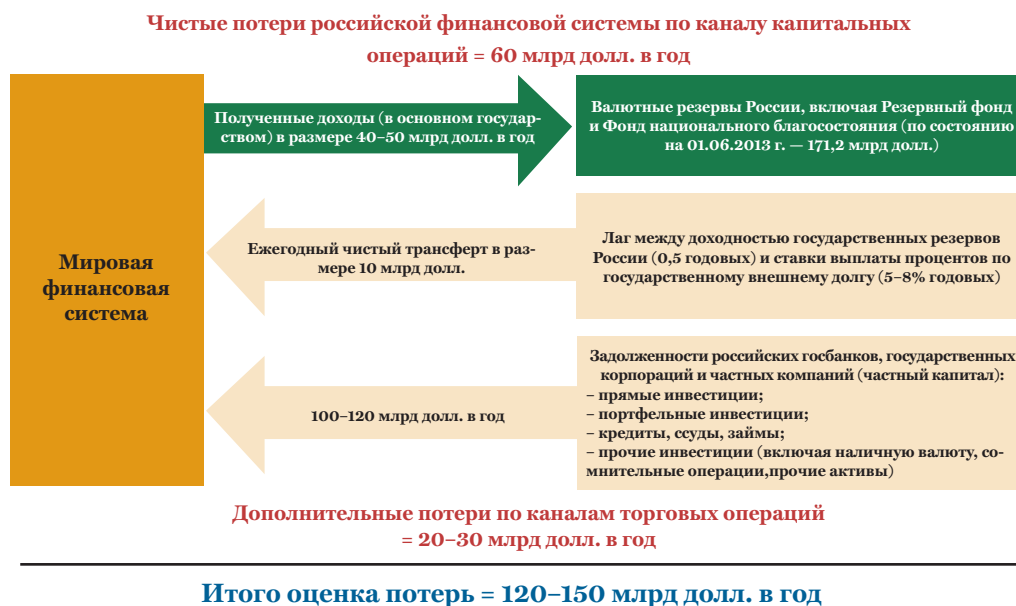 Чистые потери российской финансовой системы по каналу капитальных
операций = 60 млрд долл. в год
Полученные доходы (в основном государ-
ством) в размере 40–50 млрд долл. в год
Валютные резервы России, включая Резервный фонд
и Фонд национального благосостояния (по состоянию
на 01.06.2013 г. — 171,2 млрд долл.)
Мировая
финансовая
система
Ежегодный чистый трансферт в раз-
мере 10 млрд долл.
Лаг между доходностью государственных резервов
России (0,5 годовых) и ставки выплаты процентов по
государственному внешнему долгу (5–8% годовых)
100–120 млрд долл. в год
Задолженности российских госбанков, государственных
корпораций и частных компаний (частный капитал):
– прямые инвестиции;
– портфельные инвестиции;
– кредиты, ссуды, займы;
– прочие инвестиции (включая наличную валюту, со-
мнительные операции,прочие активы)
Дополнительные потери по каналам торговых операций
= 20–30 млрд долл. в год
Итого оценка потерь = 120–150 млрд долл. в год